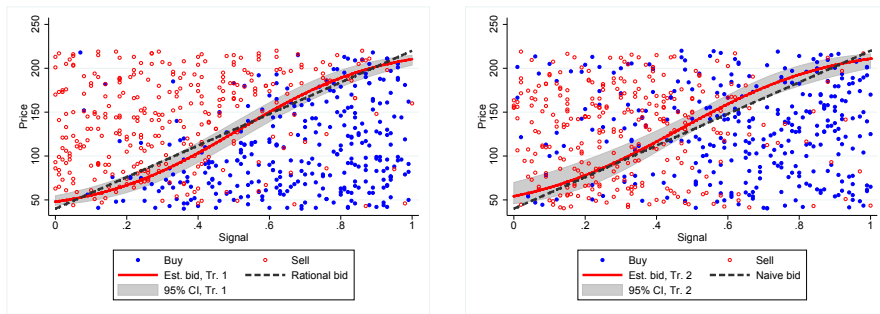 250
200
150
100
50
Price
0 .2 .4 .6 .8 1
Signal
Buy Sell
Est. bid, Tr. 1 Rational bid
95% CI, Tr. 1
250
200
150
100
50
Price
0 .2 .4 .6 .8 1
Signal
Buy Sell
Est. bid, Tr. 2 Naive bid
95% CI, Tr. 2